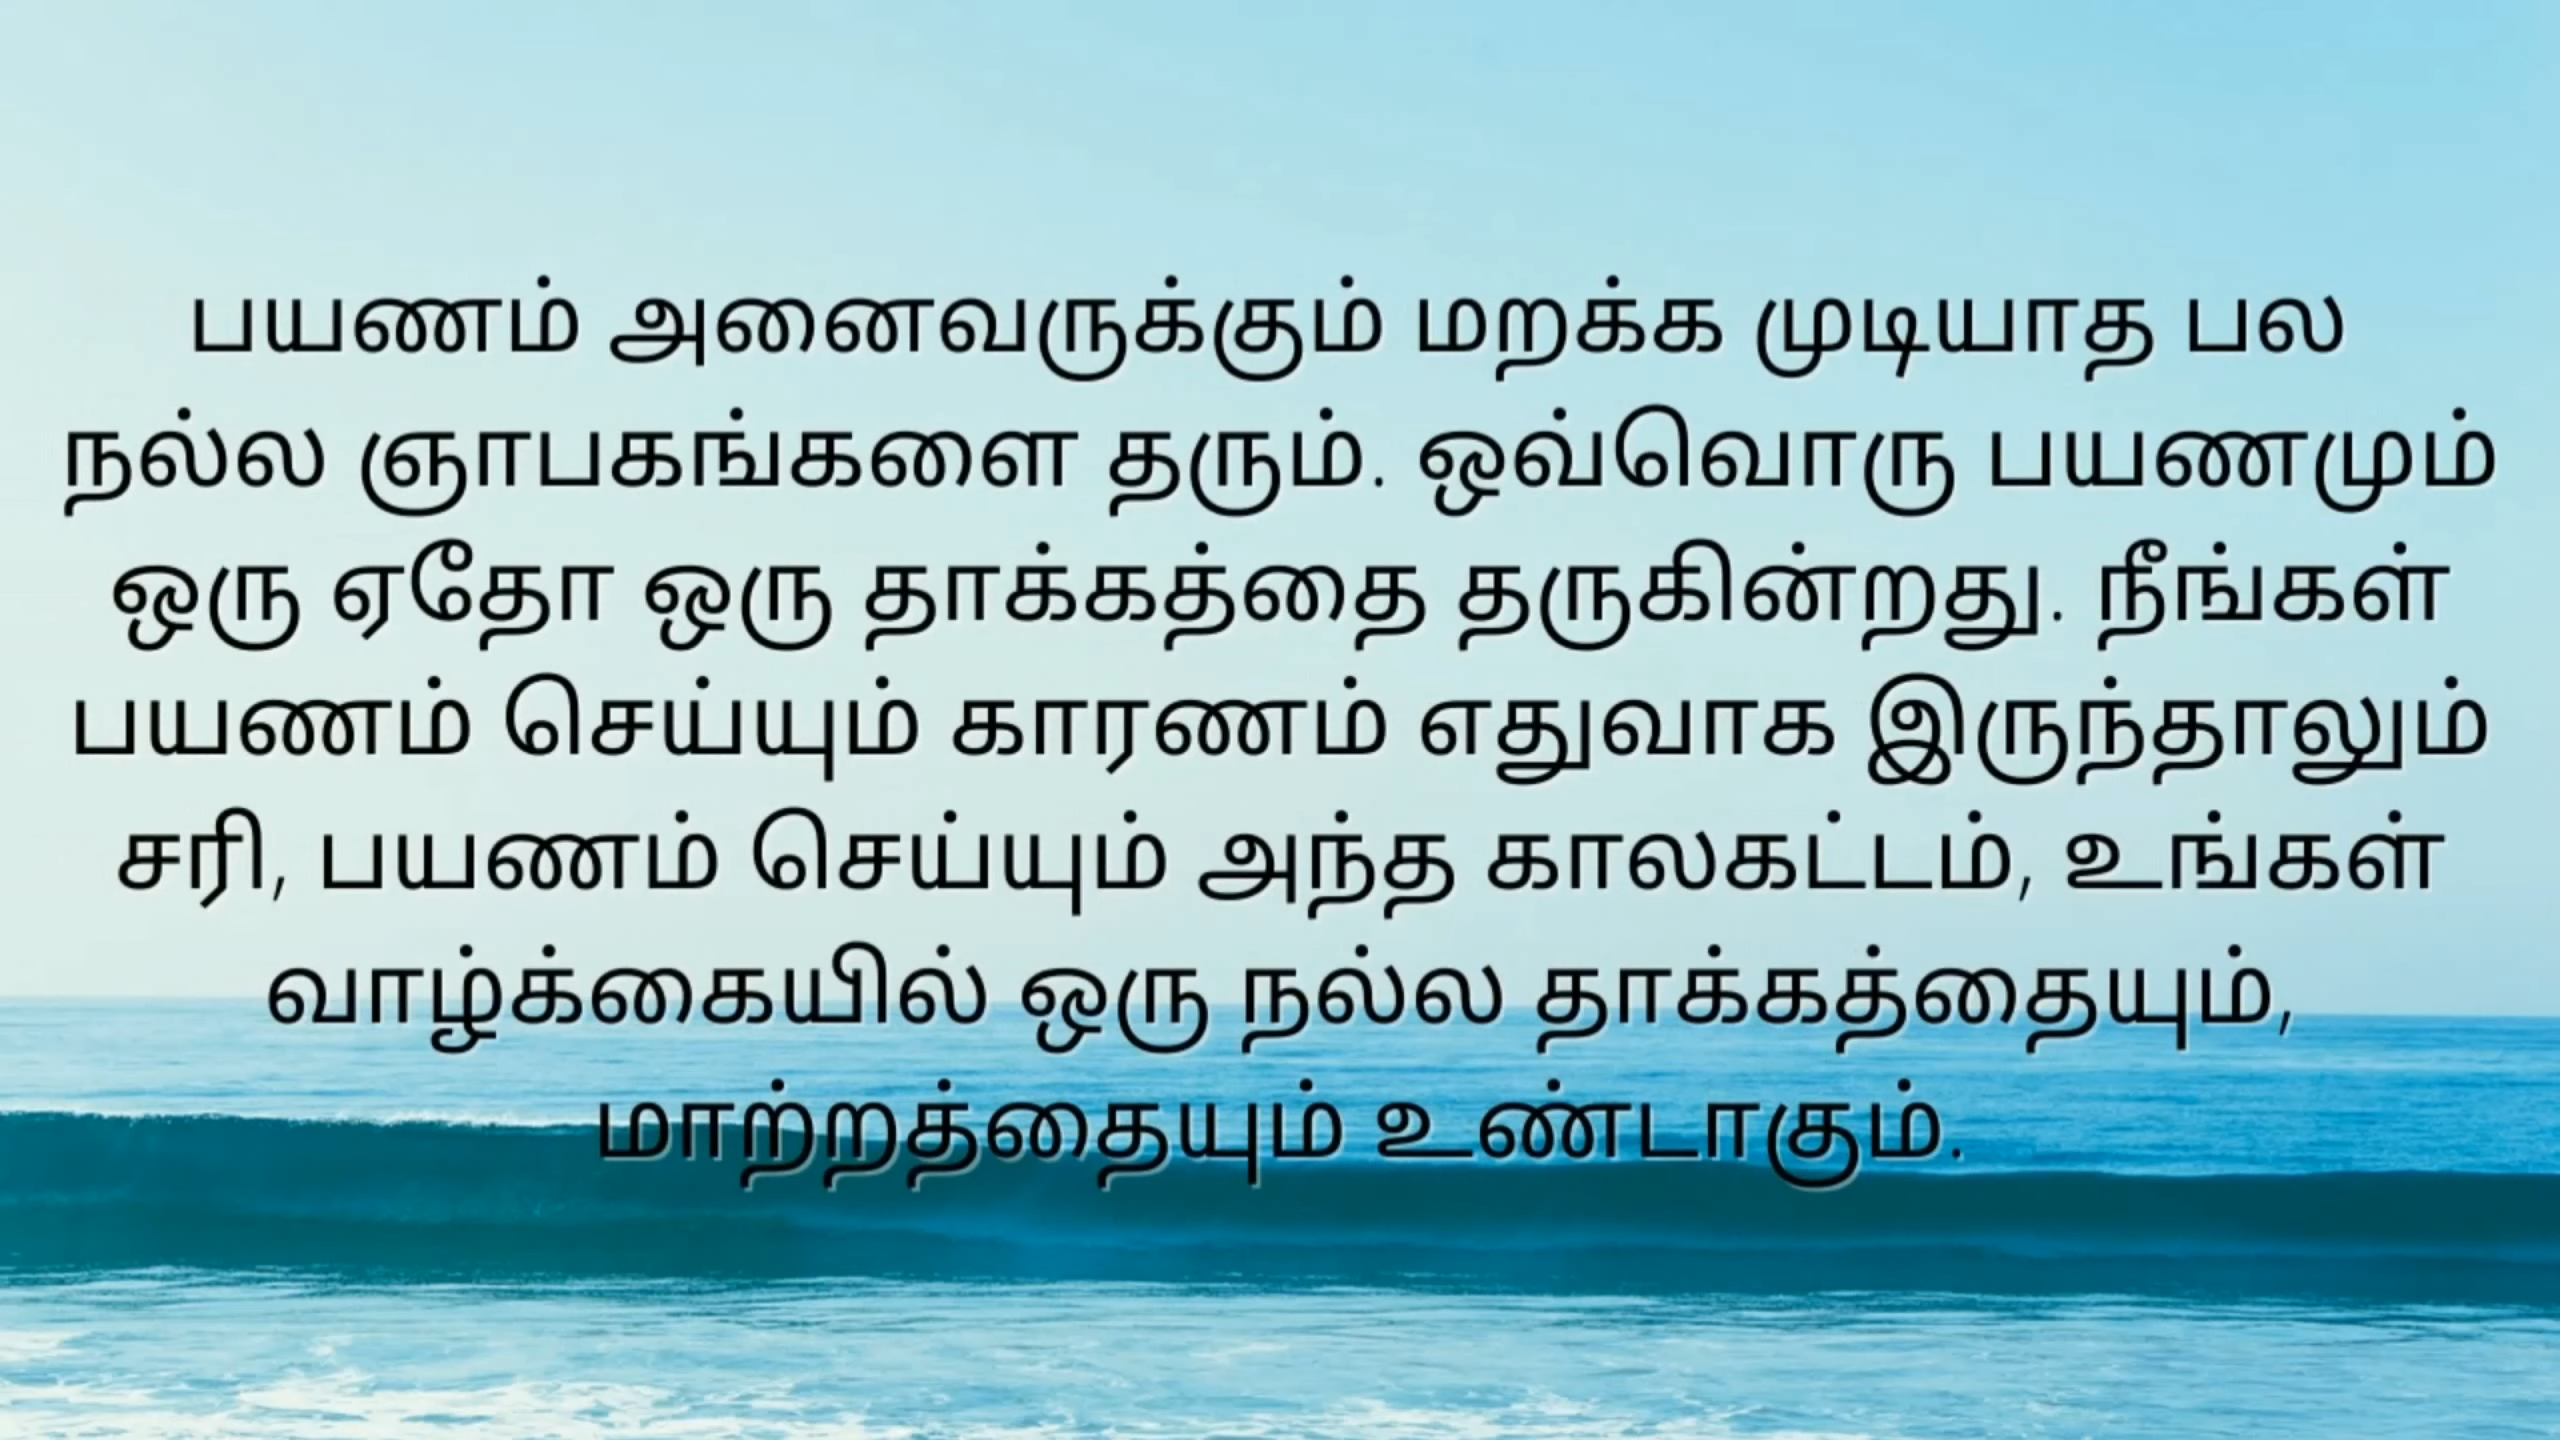 பயணம் அனைவருக்கும் மறக்க முடியாத பல
நல்ல ஞாபகங்களை தரும். ஒவ்வொரு பயணமும்
ஒரு ஏதோ ஒரு தாக்கத்தை தருகின்றது. நீங்கள்
பயணம் செய்யும் காரணம் எதுவாக இருந்தாலும்
சரி, பயணம் செய்யும் அந்த காலகட்டம், உங்கள்
வாழ்க்கையில் ஒரு நல்ல தாக்கத்தையும்,
மாற்றத்தையும் உண்டாகும்.